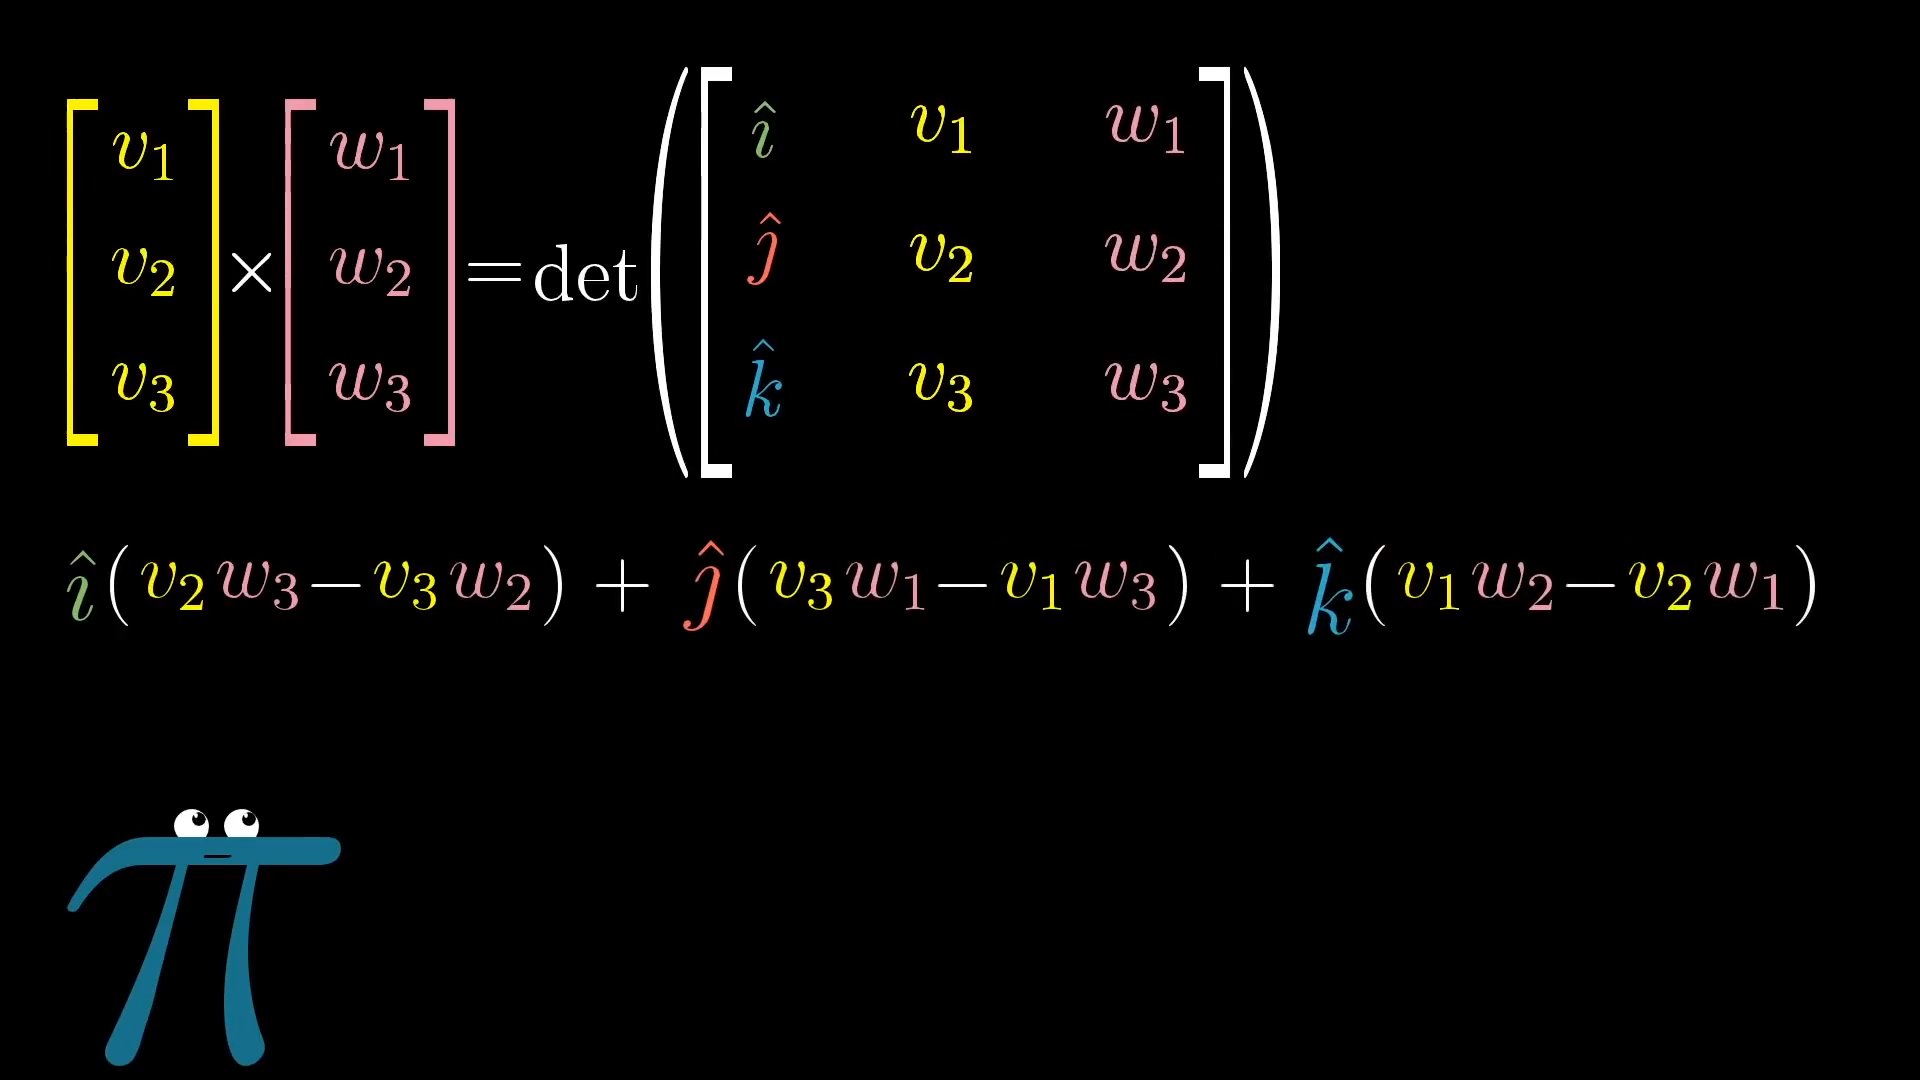 [v₁ v₂ v₃] × [w₁ w₂ w₃] = det([î v₁ w₁
ĵ v₂ w₂
k̂ v₃ w₃])
î(v₂w₃−v₃w₂) + ĵ(v₃w₁−v₁w₃) + k̂(v₁w₂−v₂w₁)